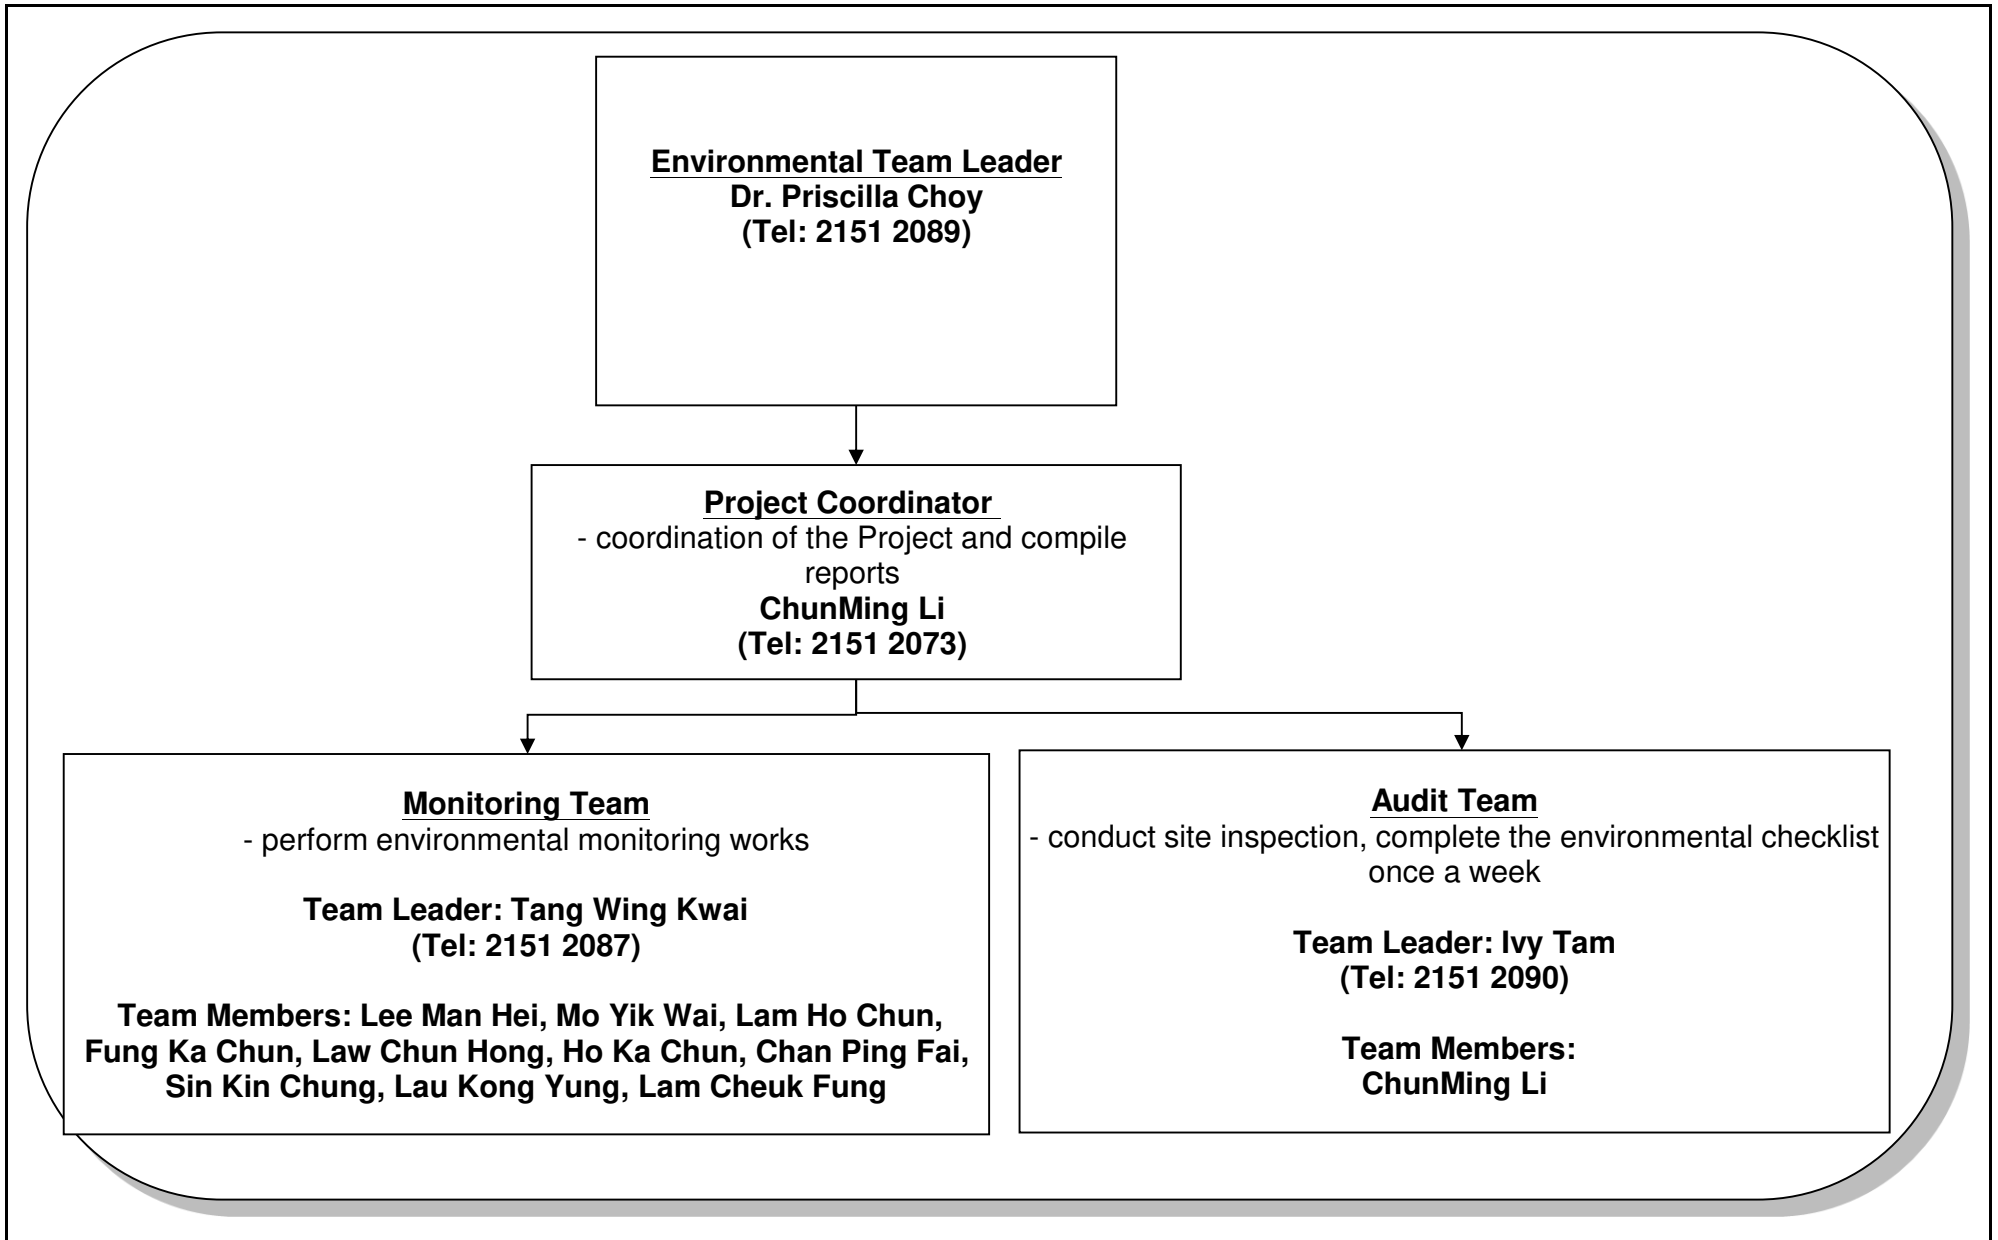 Environmental Team Leader
Dr. Priscilla Choy
(Tel: 2151 2089)
Project Coordinator
- coordination of the Project and compile
reports
ChunMing Li
(Tel: 2151 2073)
Monitoring Team
- perform environmental monitoring works
Team Leader: Tang Wing Kwai
(Tel: 2151 2087)
Team Members: Lee Man Hei, Mo Yik Wai, Lam Ho Chun,
Fung Ka Chun, Law Chun Hong, Ho Ka Chun, Chan Ping Fai,
Sin Kin Chung, Lau Kong Yung, Lam Cheuk Fung
Audit Team
- conduct site inspection, complete the environmental checklist
once a week
Team Leader: Ivy Tam
(Tel: 2151 2090)
Team Members:
ChunMing Li